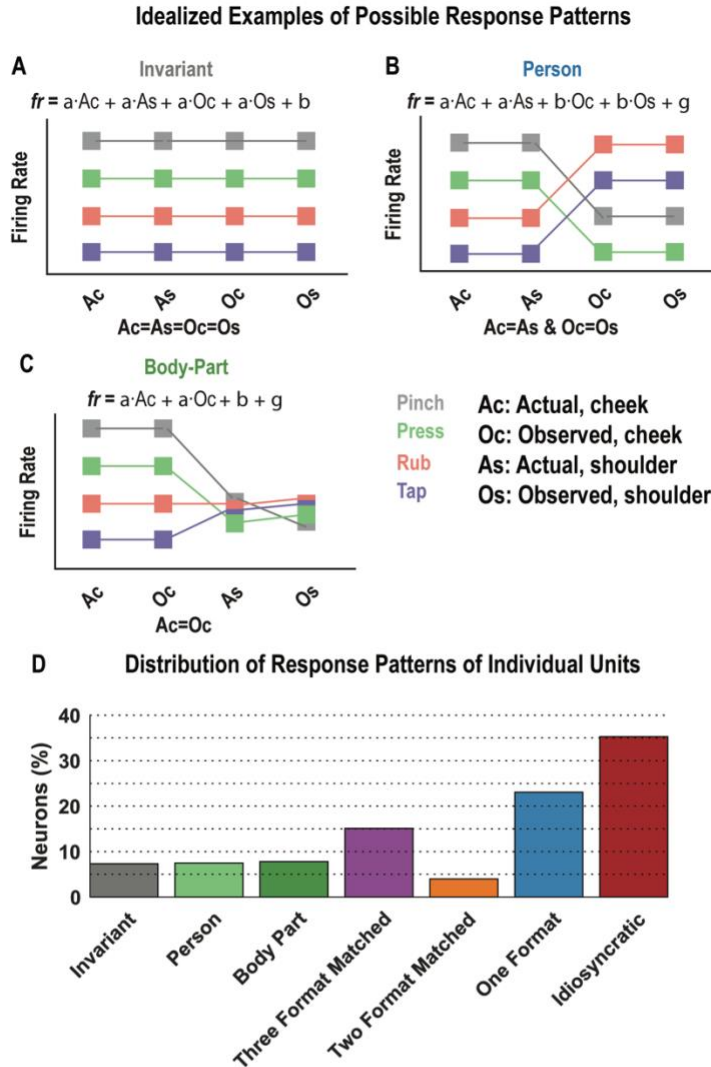 Idealized Examples of Possible Response Patterns
A
Invariant
fr = a·Ac + a·As + a·Oc + a·Os + b
Firing Rate
Ac As Oc Os
Ac=As=Oc=Os
B
Person
fr = a·Ac + a·As + b·Oc + b·Os + g
Firing Rate
Ac As Oc Os
Ac=As & Oc=Os
C
Body-Part
fr = a·Ac + a·Oc + b + g
Firing Rate
Ac Oc As Os
Ac=Oc
Pinch Ac: Actual, cheek
Press Oc: Observed, cheek
Rub As: Actual, shoulder
Tap Os: Observed, shoulder
D Distribution of Response Patterns of Individual Units
Neurons (%)
40
30
20
10
0
Invariant
Person
Body Part
Three Format Matched
Two Format Matched
One Format
Idiosyncratic